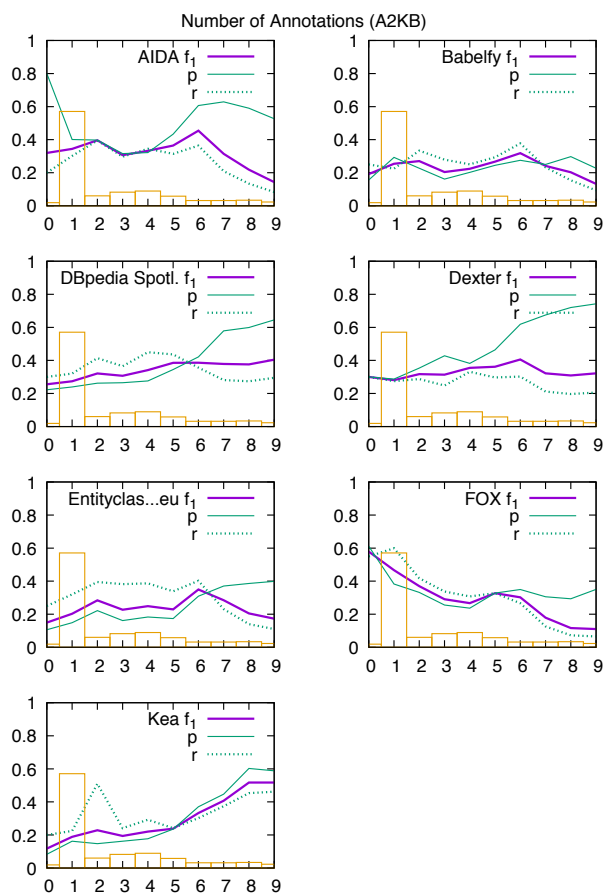 Number of Annotations (A2KB)
1
0.8
0.6
0.4
0.2
0
0 1 2 3 4 5 6 7 8 9
AIDA f1
p
r
1
0.8
0.6
0.4
0.2
0
0 1 2 3 4 5 6 7 8 9
Babelfy f1
p
r
1
0.8
0.6
0.4
0.2
0
0 1 2 3 4 5 6 7 8 9
DBpedia Spotl. f1
p
r
1
0.8
0.6
0.4
0.2
0
0 1 2 3 4 5 6 7 8 9
Dexter f1
p
r
1
0.8
0.6
0.4
0.2
0
0 1 2 3 4 5 6 7 8 9
Entityclas...eu f1
p
r
1
0.8
0.6
0.4
0.2
0
0 1 2 3 4 5 6 7 8 9
FOX f1
p
r
1
0.8
0.6
0.4
0.2
0
0 1 2 3 4 5 6 7 8 9
Kea f1
p
r